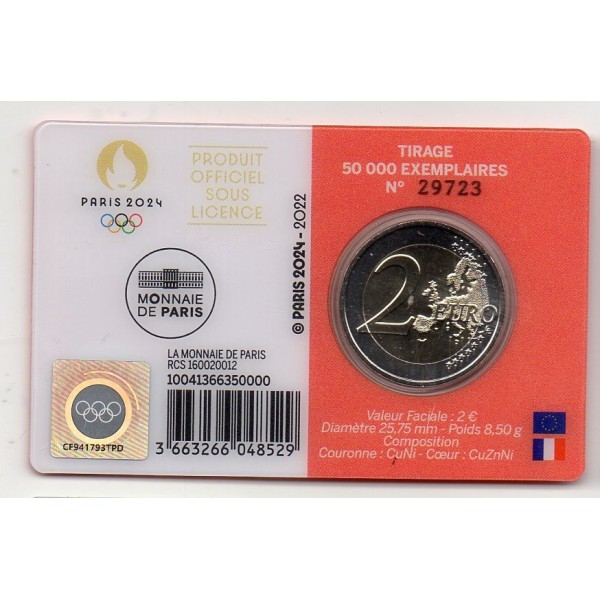 PARIS 2024
PRODUIT
OFFICIEL
SOUS
LICENCE
MONNAIE
DE PARIS
© PARIS 2024 - 2022
LA MONNAIE DE PARIS
RCS 160020012
10041366350000
3 663266 048529
CF941793TPD
TIRAGE
50 000 EXEMPLAIRES
N° 29723
2 EURO
Valeur Faciale : 2 €
Diamètre 25,75 mm - Poids 8,50 g
Composition
Couronne : CuNi - Cœur : CuZnNi